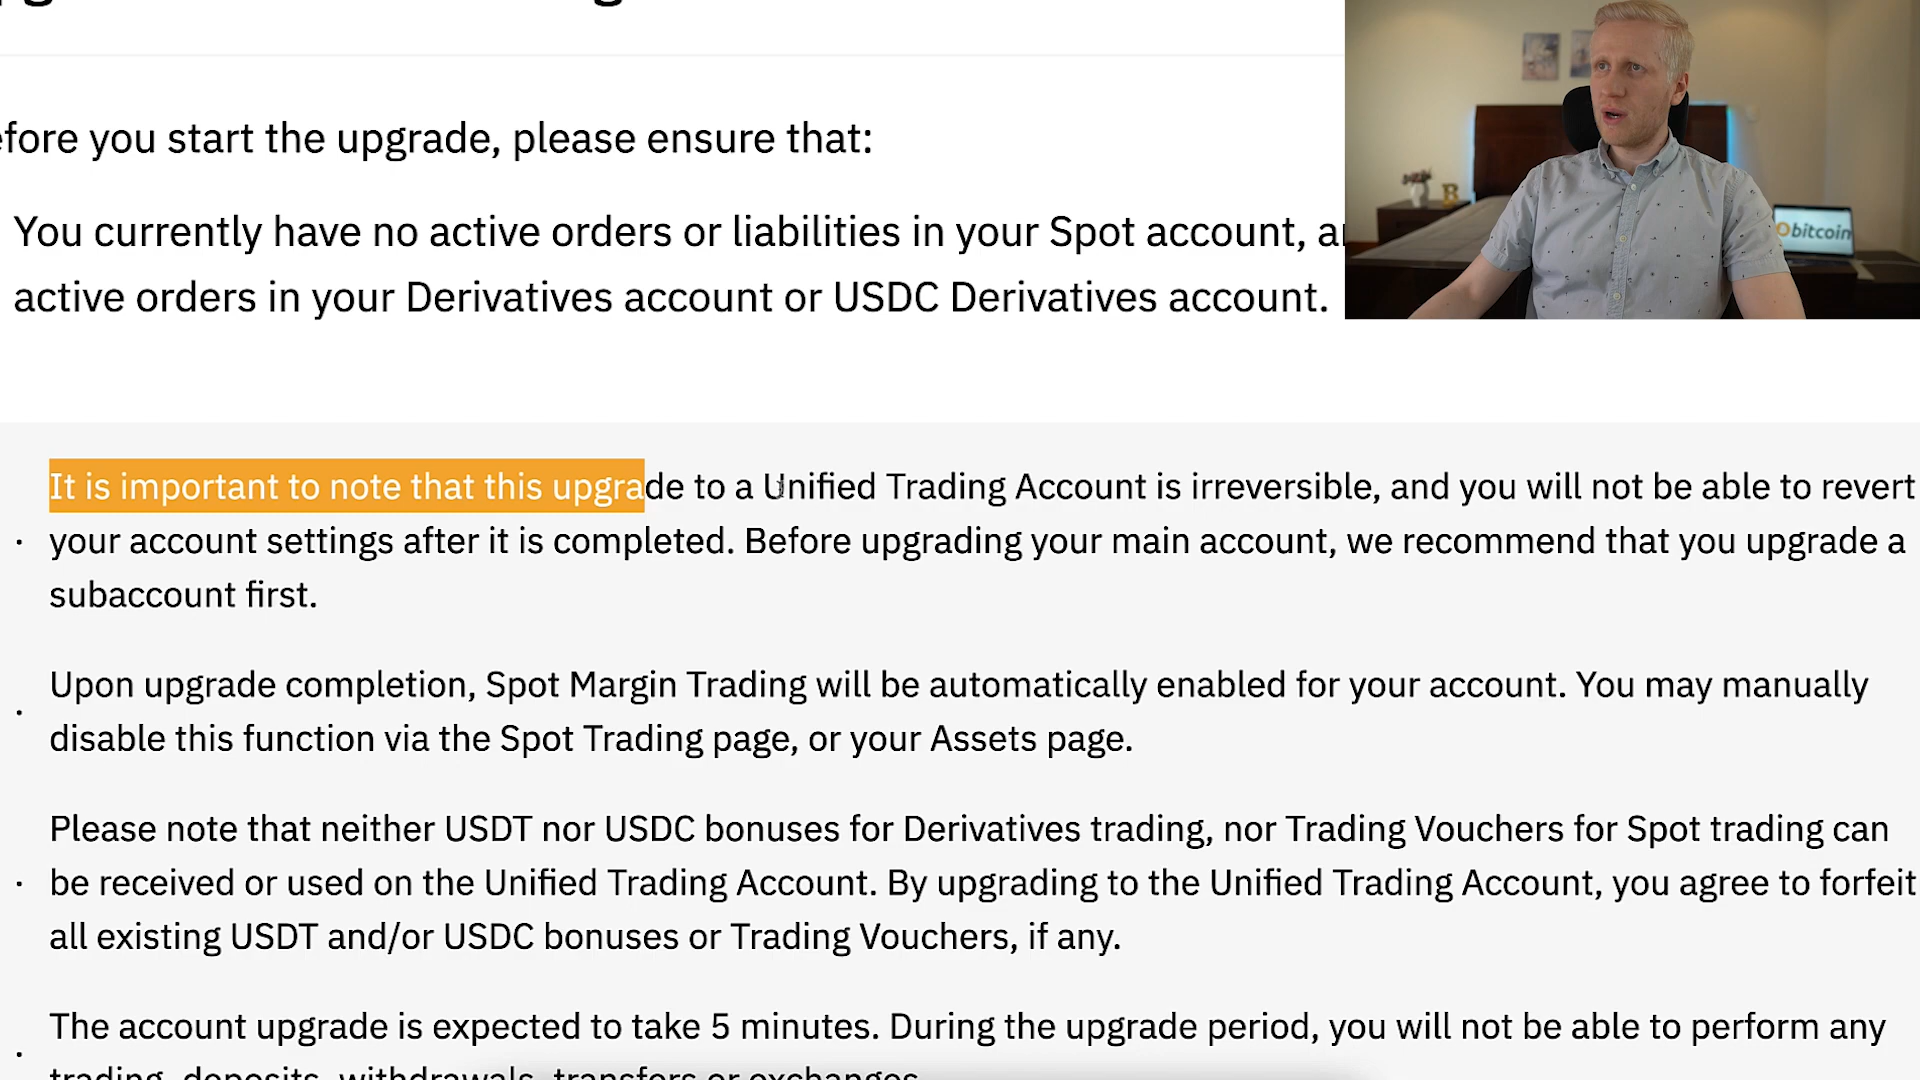 efore you start the upgrade, please ensure that:
You currently have no active orders or liabilities in your Spot account, a
active orders in your Derivatives account or USDC Derivatives account.
bitcoin
It is important to note that this upgrade to a Unified Trading Account is irreversible, and you will not be able to revert
· your account settings after it is completed. Before upgrading your main account, we recommend that you upgrade a
subaccount first.
Upon upgrade completion, Spot Margin Trading will be automatically enabled for your account. You may manually
· disable this function via the Spot Trading page, or your Assets page.
Please note that neither USDT nor USDC bonuses for Derivatives trading, nor Trading Vouchers for Spot trading can
· be received or used on the Unified Trading Account. By upgrading to the Unified Trading Account, you agree to forfeit
all existing USDT and/or USDC bonuses or Trading Vouchers, if any.
The account upgrade is expected to take 5 minutes. During the upgrade period, you will not be able to perform any
· trading, deposits, withdrawals, transfers or exchanges.